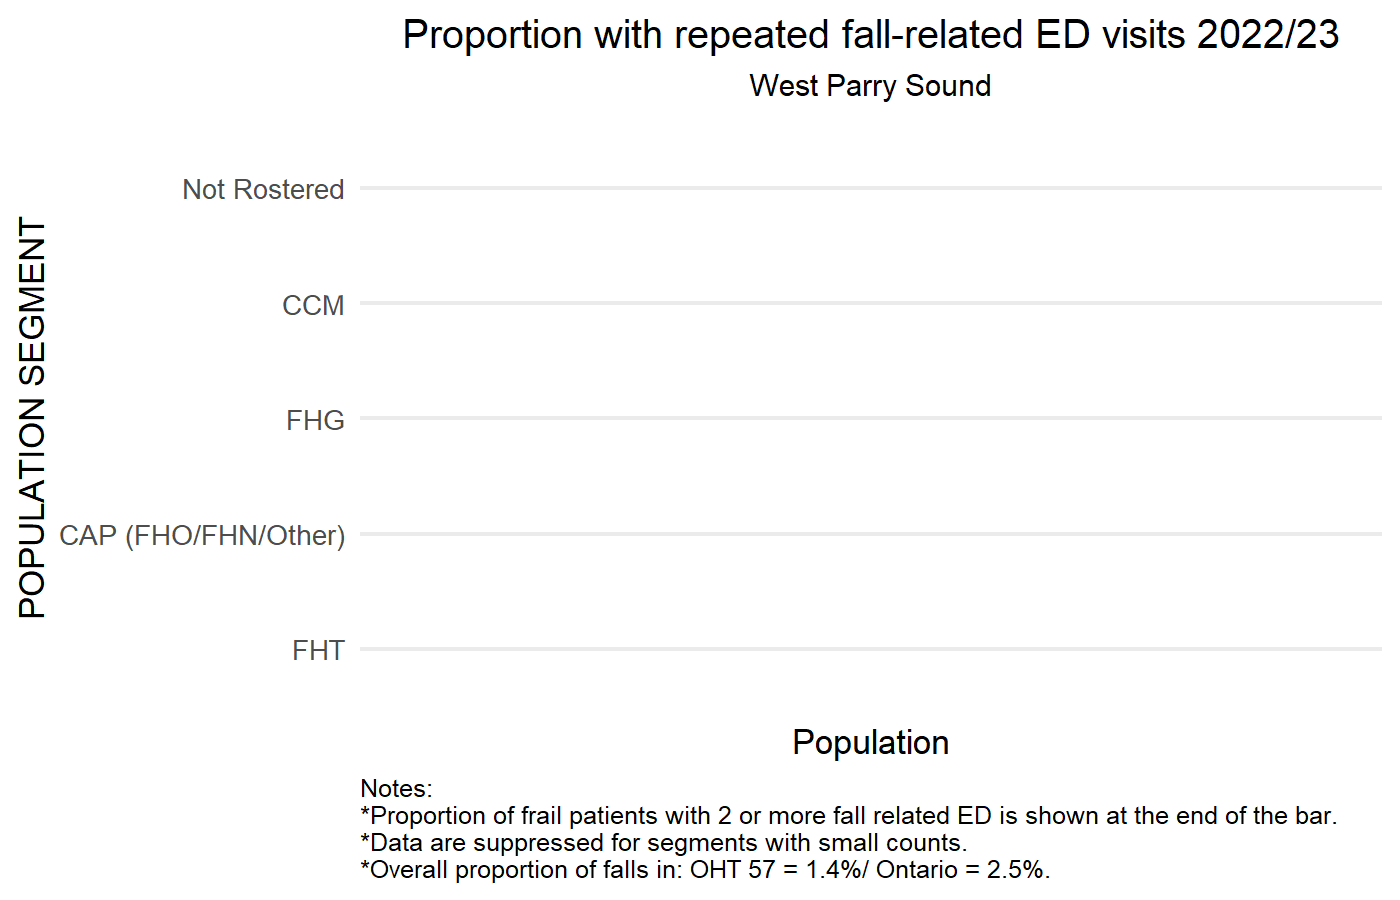 Proportion with repeated fall-related ED visits 2022/23
West Parry Sound
POPULATION SEGMENT
Not Rostered
CCM
FHG
CAP (FHO/FHN/Other)
FHT
Population
Notes:
*Proportion of frail patients with 2 or more fall related ED is shown at the end of the bar.
*Data are suppressed for segments with small counts.
*Overall proportion of falls in: OHT 57 = 1.4%/ Ontario = 2.5%.